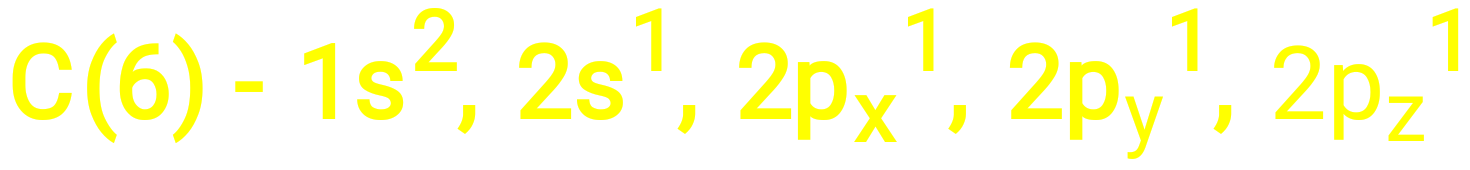 C(6) - 1s², 2s¹, 2pₓ¹, 2pᵧ¹, 2p_z¹